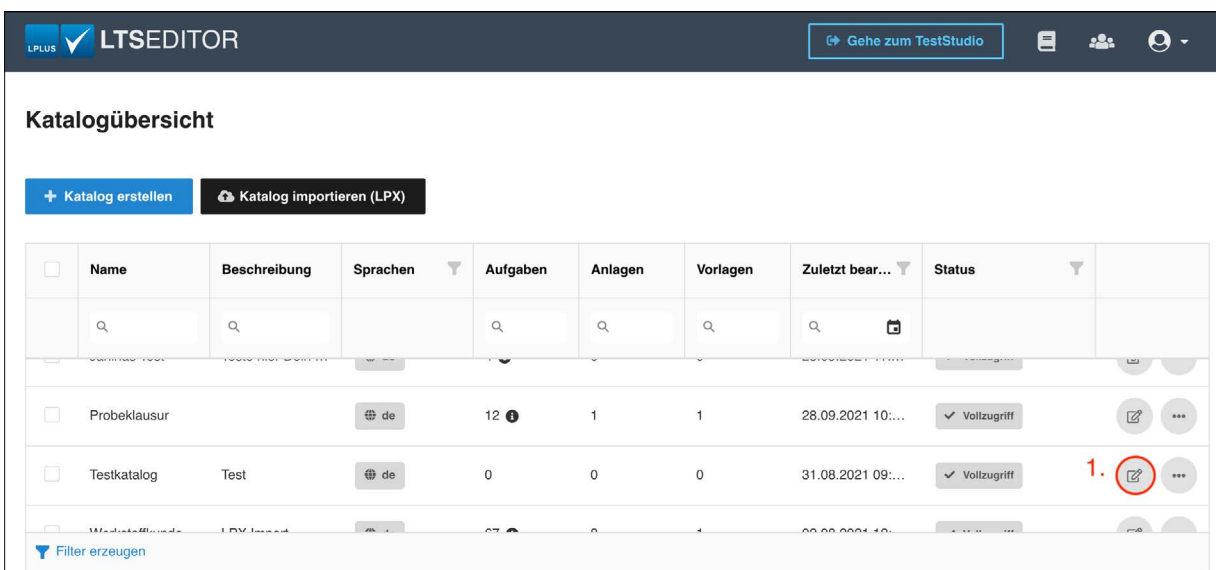 LPLUS LTSEDITOR Gehe zum TestStudio
Katalogübersicht
+ Katalog erstellen Katalog importieren (LPX)
Name Beschreibung Sprachen Aufgaben Anlagen Vorlagen Zuletzt bear... Status
Probeklausur de 12 1 1 28.09.2021 10:... Vollzugriff
Testkatalog Test de 0 0 0 31.08.2021 09:... Vollzugriff 1.
Werkstoffkunde LPX Import
Filter erzeugen